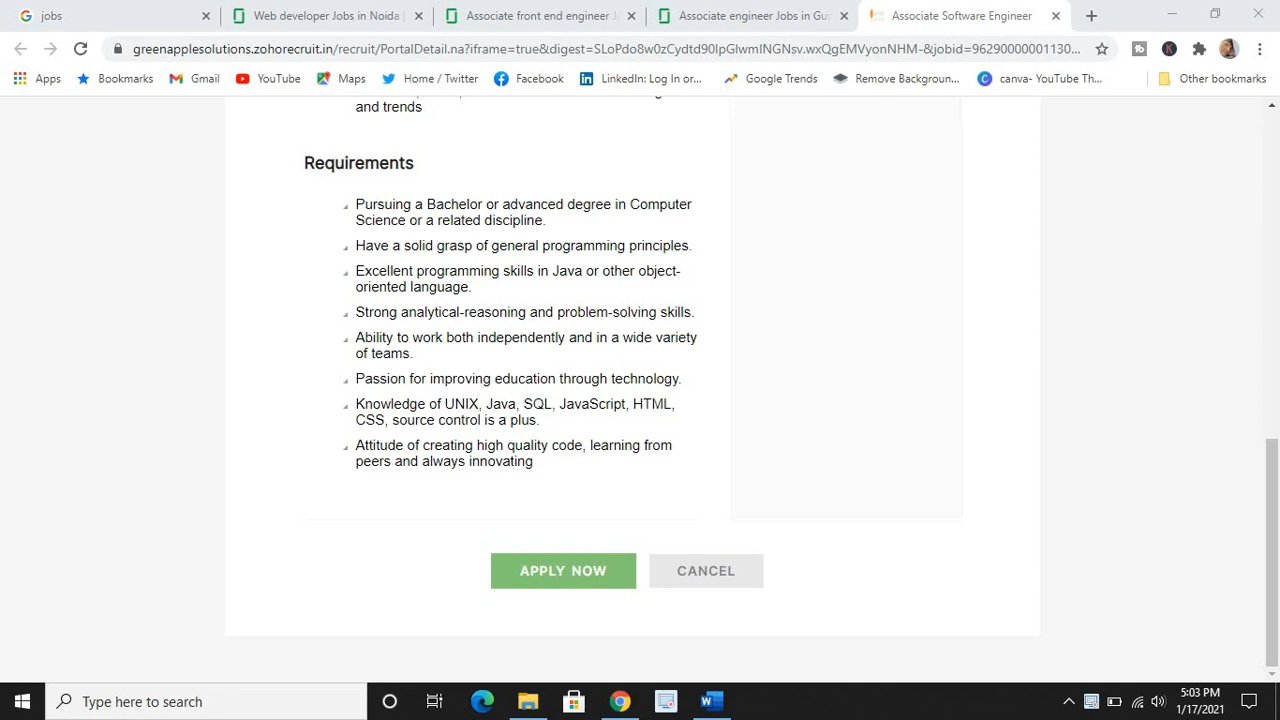 jobs
Web developer Jobs in Noida
Associate front end engineer J
Associate engineer Jobs in Gur
Associate Software Engineer
greenapplesolutions.zohorecruit.in/recruit/PortalDetail.na?iframe=true&digest=SLoPdo8w0zCydtd90lpGlwmINGNsv.wxQgEMVyonNHM-&jobid=96290000001130...
Apps
Bookmarks
Gmail
YouTube
Maps
Home / Twitter
Facebook
LinkedIn: Log In or...
Google Trends
Remove Backgroun...
canva- YouTube Th...
Other bookmarks
and trends
Requirements
Pursuing a Bachelor or advanced degree in Computer
Science or a related discipline.
Have a solid grasp of general programming principles.
Excellent programming skills in Java or other object-
oriented language.
Strong analytical-reasoning and problem-solving skills.
Ability to work both independently and in a wide variety
of teams.
Passion for improving education through technology.
Knowledge of UNIX, Java, SQL, JavaScript, HTML,
CSS, source control is a plus.
Attitude of creating high quality code, learning from
peers and always innovating
APPLY NOW
CANCEL
Type here to search
5:03 PM
1/17/2021